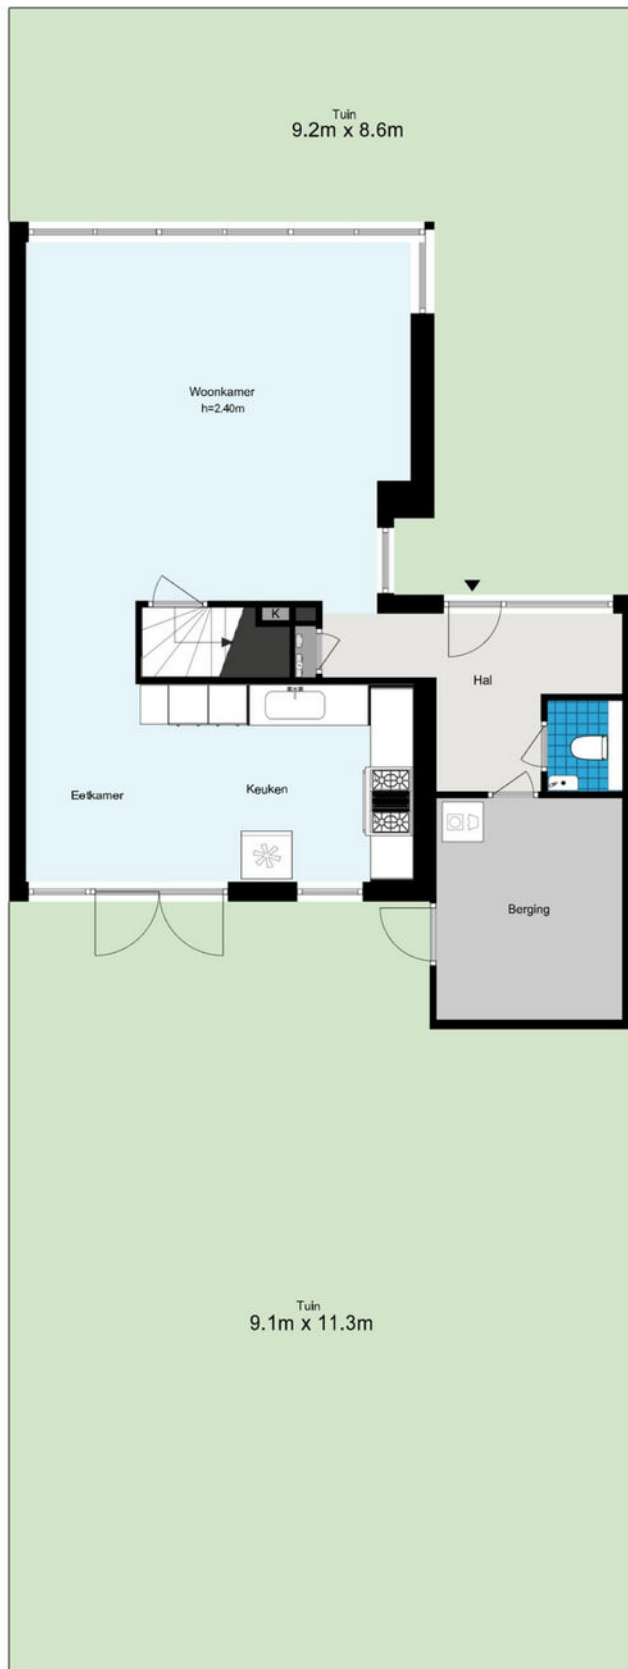 Tuin
9.2m x 8.6m
Woonkamer
h=2.40m
K
Hal
Eetkamer
Keuken
Berging
Tuin
9.1m x 11.3m